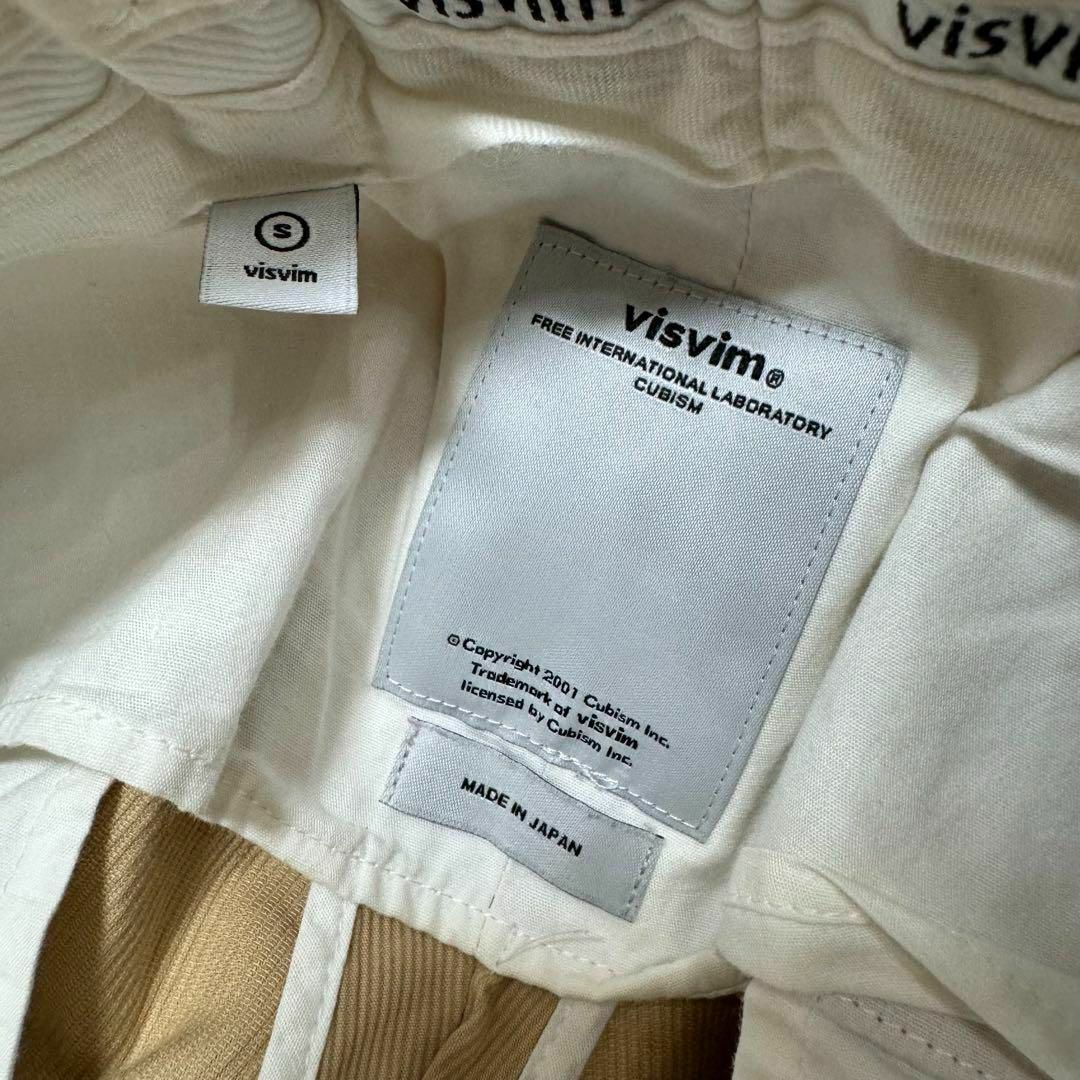 visvim
visvi
S
visvim
visvim®
FREE INTERNATIONAL LABORATORY
CUBISM
© Copyright 2001 Cubism Inc.
Trademark of visvim
licensed by Cubism Inc.
MADE IN JAPAN